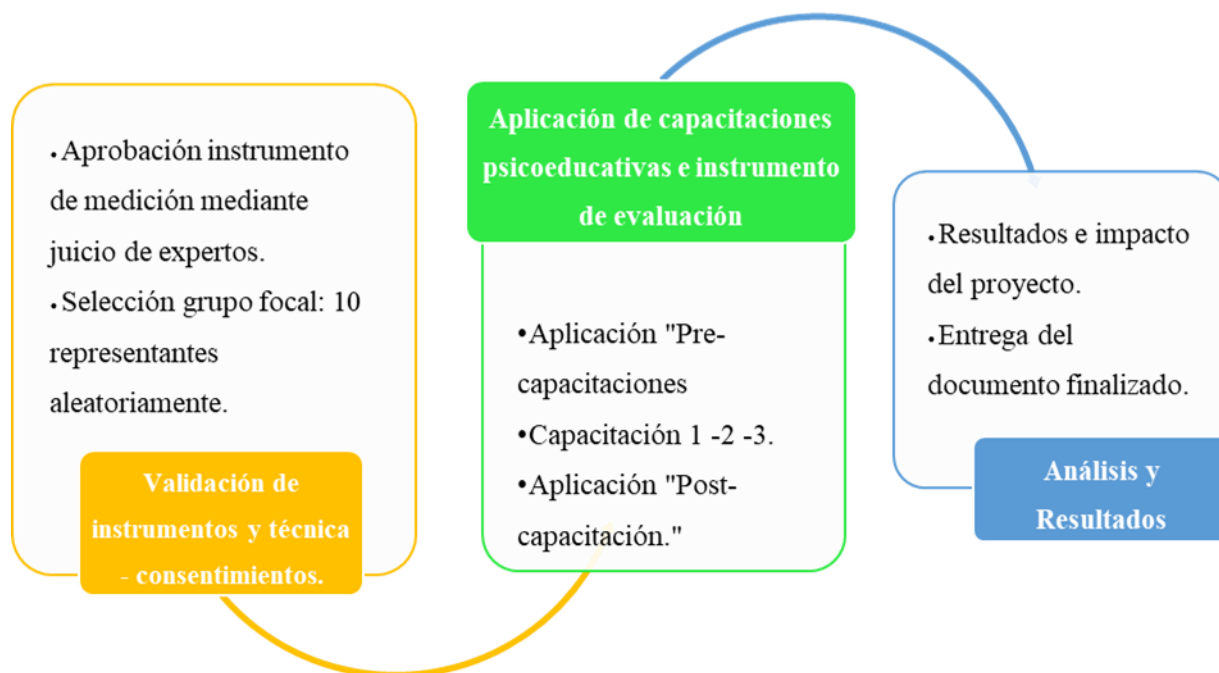 • Aprobación instrumento
de medición mediante
juicio de expertos.
• Selección grupo focal: 10
representantes
aleatoriamente.
Validación de
instrumentos y técnica
- consentimientos.
Aplicación de capacitaciones
psicoeducativas e instrumento
de evaluación
•Aplicación "Pre-
capacitaciones
•Capacitación 1 -2 -3.
•Aplicación "Post-
capacitación."
• Resultados e impacto
del proyecto.
• Entrega del
documento finalizado.
Análisis y
Resultados